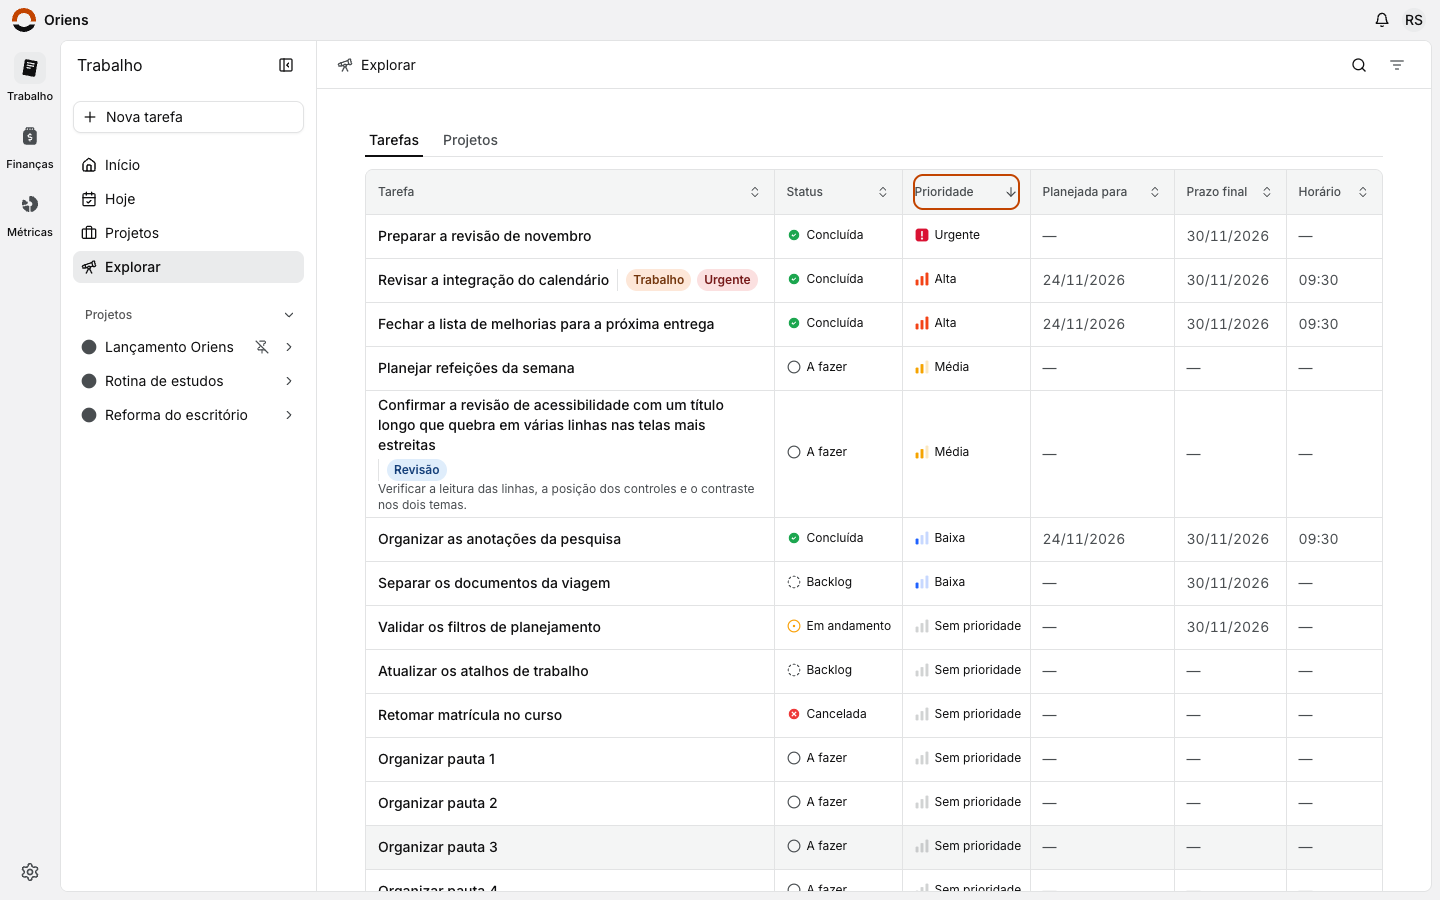 Oriens
RS
Trabalho
Finanças
Métricas
Trabalho
Nova tarefa
Início
Hoje
Projetos
Explorar
Projetos
Lançamento Oriens
Rotina de estudos
Reforma do escritório
Explorar
Tarefas Projetos
Tarefa Status Prioridade Planejada para Prazo final Horário
Preparar a revisão de novembro Concluída Urgente — 30/11/2026 —
Revisar a integração do calendário Trabalho Urgente Concluída Alta 24/11/2026 30/11/2026 09:30
Fechar a lista de melhorias para a próxima entrega Concluída Alta 24/11/2026 30/11/2026 09:30
Planejar refeições da semana A fazer Média — — —
Confirmar a revisão de acessibilidade com um título
longo que quebra em várias linhas nas telas mais
estreitas
Revisão
Verificar a leitura das linhas, a posição dos controles e o contraste
nos dois temas.
A fazer Média — — —
Organizar as anotações da pesquisa Concluída Baixa 24/11/2026 30/11/2026 09:30
Separar os documentos da viagem Backlog Baixa — 30/11/2026 —
Validar os filtros de planejamento Em andamento Sem prioridade — 30/11/2026 —
Atualizar os atalhos de trabalho Backlog Sem prioridade — — —
Retomar matrícula no curso Cancelada Sem prioridade — — —
Organizar pauta 1 A fazer Sem prioridade — — —
Organizar pauta 2 A fazer Sem prioridade — — —
Organizar pauta 3 A fazer Sem prioridade — — —
Organizar pauta 4 A fazer Sem prioridade